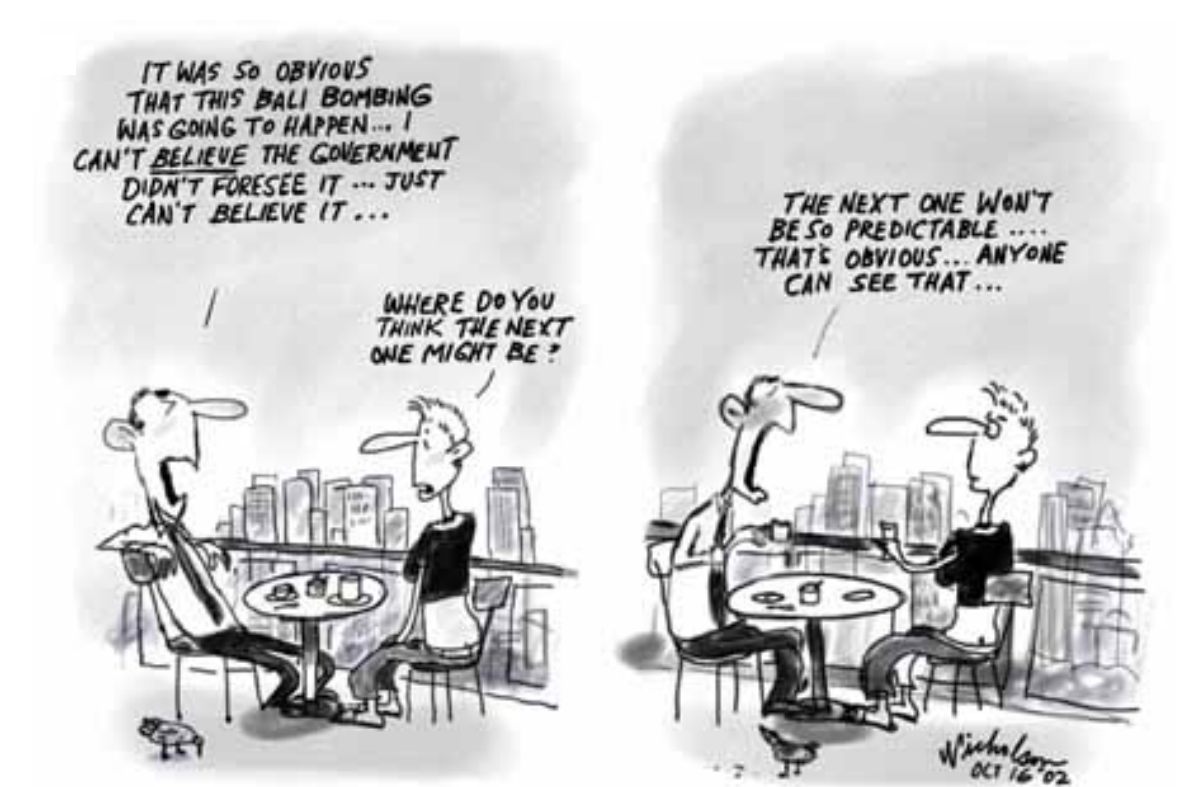 IT WAS SO OBVIOUS
THAT THIS BALI BOMBING
WAS GOING TO HAPPEN... I
CAN'T BELIEVE THE GOVERNMENT
DIDN'T FORESEE IT ... JUST
CAN'T BELIEVE IT...
WHERE DO YOU
THINK THE NEXT
ONE MIGHT BE?
THE NEXT ONE WON'T
BE SO PREDICTABLE ....
THAT'S OBVIOUS... ANYONE
CAN SEE THAT...
Nicholson
OCT 16 '02